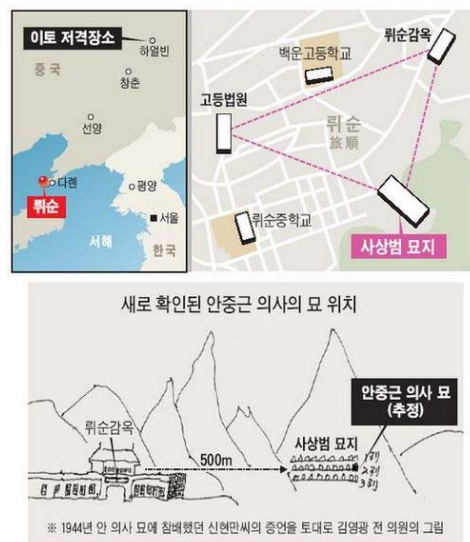 이토 저격장소
하얼빈
중국
창춘
선양
다롄
뤼순
평양
서울
서해
한국
뤼순감옥
백운고등학교
고등법원
뤼순
旅順
뤼순중학교
사상범 묘지
새로 확인된 안중근 의사의 묘 위치
뤼순감옥
500m
사상범 묘지
안중근 의사 묘
(추정)
1열
2열
3열
※ 1944년 안 의사 묘에 참배했던 신현만씨의 증언을 토대로 김영광 전 의원의 그림